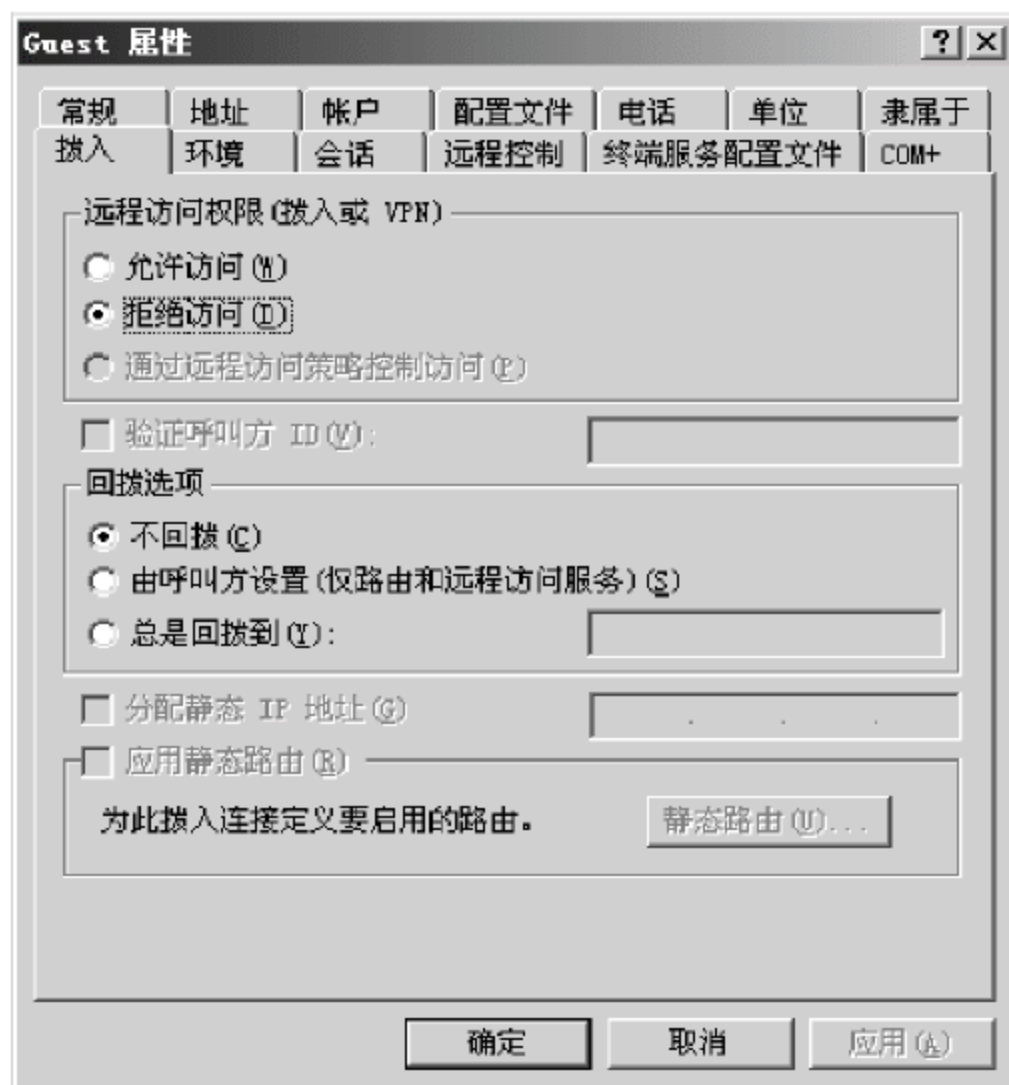 Guest 属性
常规 地址 帐户 配置文件 电话 单位 隶属于
拨入 环境 会话 远程控制 终端服务配置文件 COM+
远程访问权限(拨入或 VPN)
允许访问(W)
拒绝访问(D)
通过远程访问策略控制访问(P)
验证呼叫方 ID(V):
回拨选项
不回拨(C)
由呼叫方设置(仅路由和远程访问服务)(S)
总是回拨到(Y):
分配静态 IP 地址(G)
应用静态路由(R)
为此拨入连接定义要启用的路由。 静态路由(U)...
确定 取消 应用(A)